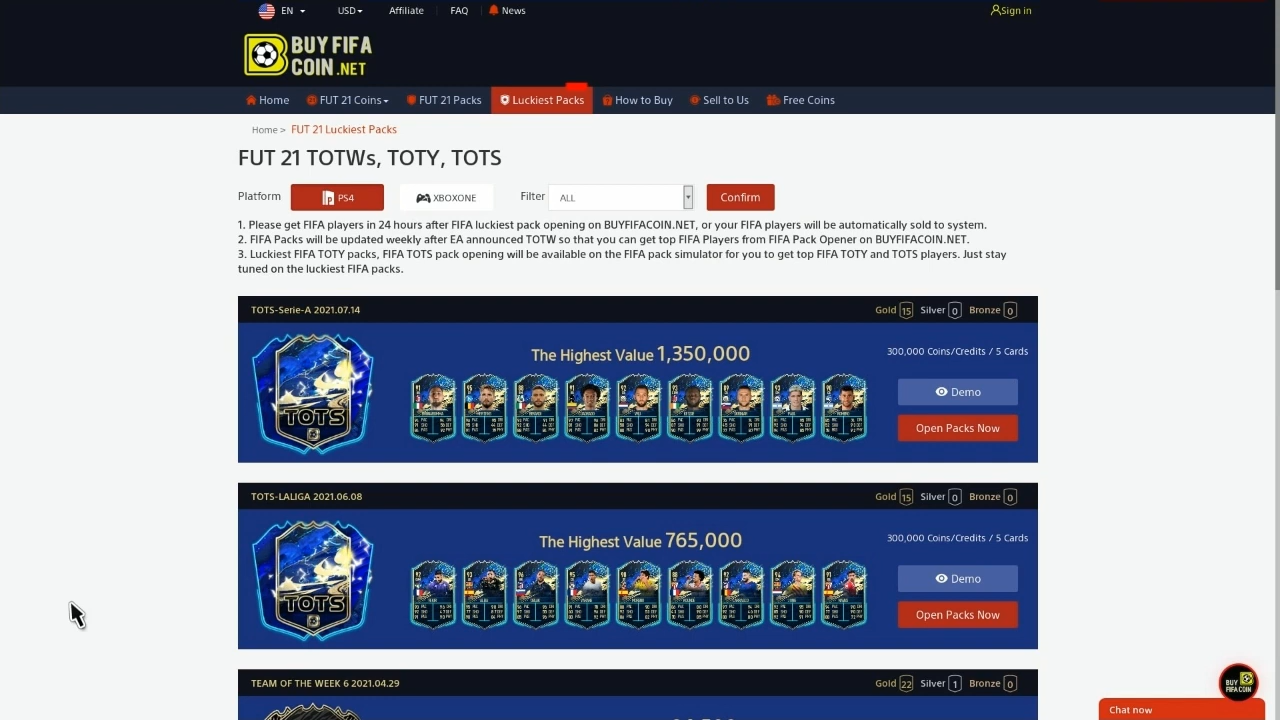 EN USD Affiliate FAQ News Sign in
BUY FIFA
COIN .NET
Home FUT 21 Coins FUT 21 Packs Luckiest Packs How to Buy Sell to Us Free Coins
Home > FUT 21 Luckiest Packs
FUT 21 TOTWs, TOTY, TOTS
Platform PS4 XBOXONE Filter ALL Confirm
1. Please get FIFA players in 24 hours after FIFA luckiest pack opening on BUYFIFACOIN.NET, or your FIFA players will be automatically sold to system.
2. FIFA Packs will be updated weekly after EA announced TOTW so that you can get top FIFA Players from FIFA Pack Opener on BUYFIFACOIN.NET.
3. Luckiest FIFA TOTY packs, FIFA TOTS pack opening will be available on the FIFA pack simulator for you to get top FIFA TOTY and TOTS players. Just stay
tuned on the luckiest FIFA packs.
TOTS-Serie-A 2021.07.14 Gold 15 Silver 0 Bronze 0
The Highest Value 1,350,000
300,000 Coins/Credits / 5 Cards
TOTS
Demo
Open Packs Now
TOTS-LALIGA 2021.06.08 Gold 15 Silver 0 Bronze 0
The Highest Value 765,000
300,000 Coins/Credits / 5 Cards
TOTS
Demo
Open Packs Now
TEAM OF THE WEEK 6 2021.04.29 Gold 22 Silver 1 Bronze 0
BUY
FIFA COIN
Chat now